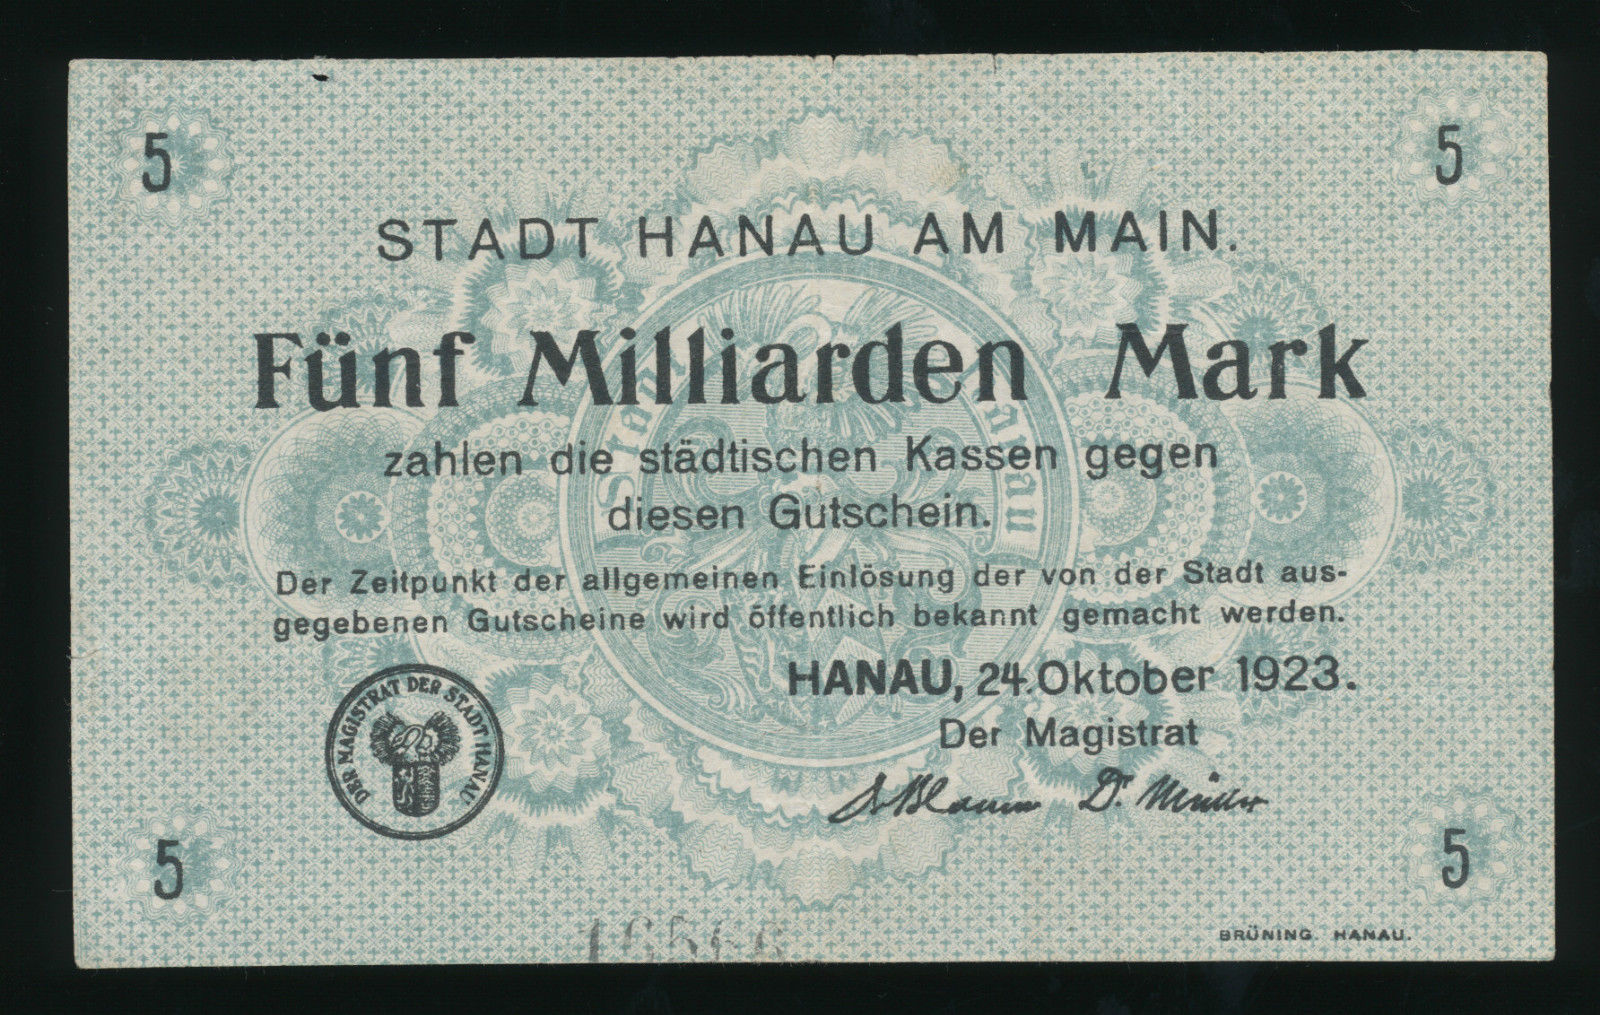 5 5
STADT HANAU AM MAIN.
Fünf Milliarden Mark
zahlen die städtischen Kassen gegen
diesen Gutschein.
Der Zeitpunkt der allgemeinen Einlösung der von der Stadt aus-
gegebenen Gutscheine wird öffentlich bekannt gemacht werden.
HANAU, 24. Oktober 1923.
Der Magistrat
DER MAGISTRAT DER STADT HANAU
5 5
BRÜNING HANAU.
Stadt Hanau